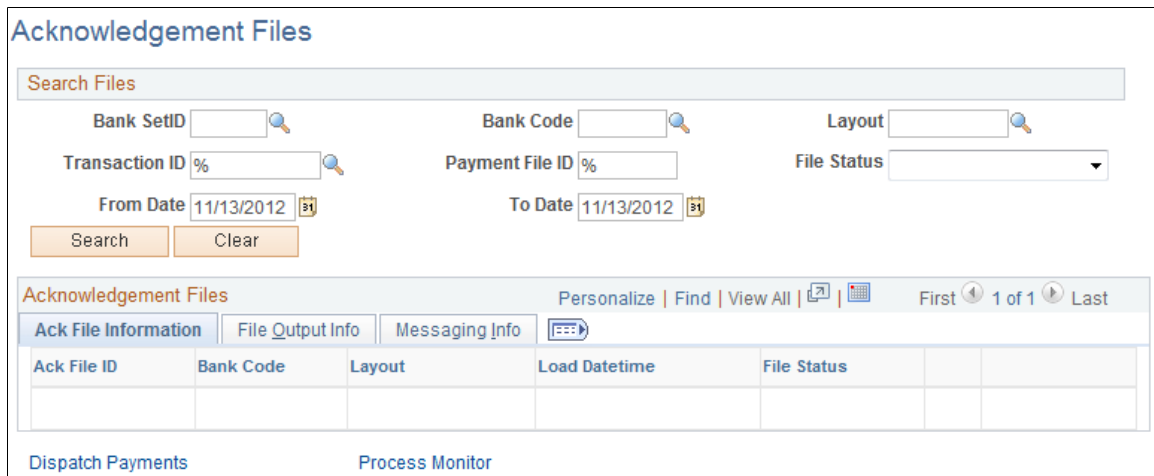 Acknowledgement Files
Search Files
Bank SetID Bank Code Layout
Transaction ID % Payment File ID % File Status
From Date 11/13/2012 31 To Date 11/13/2012 31
Search Clear
Acknowledgement Files Personalize | Find | View All | | First 1 of 1 Last
Ack File Information File Output Info Messaging Info
Ack File ID Bank Code Layout Load Datetime File Status
Dispatch Payments Process Monitor